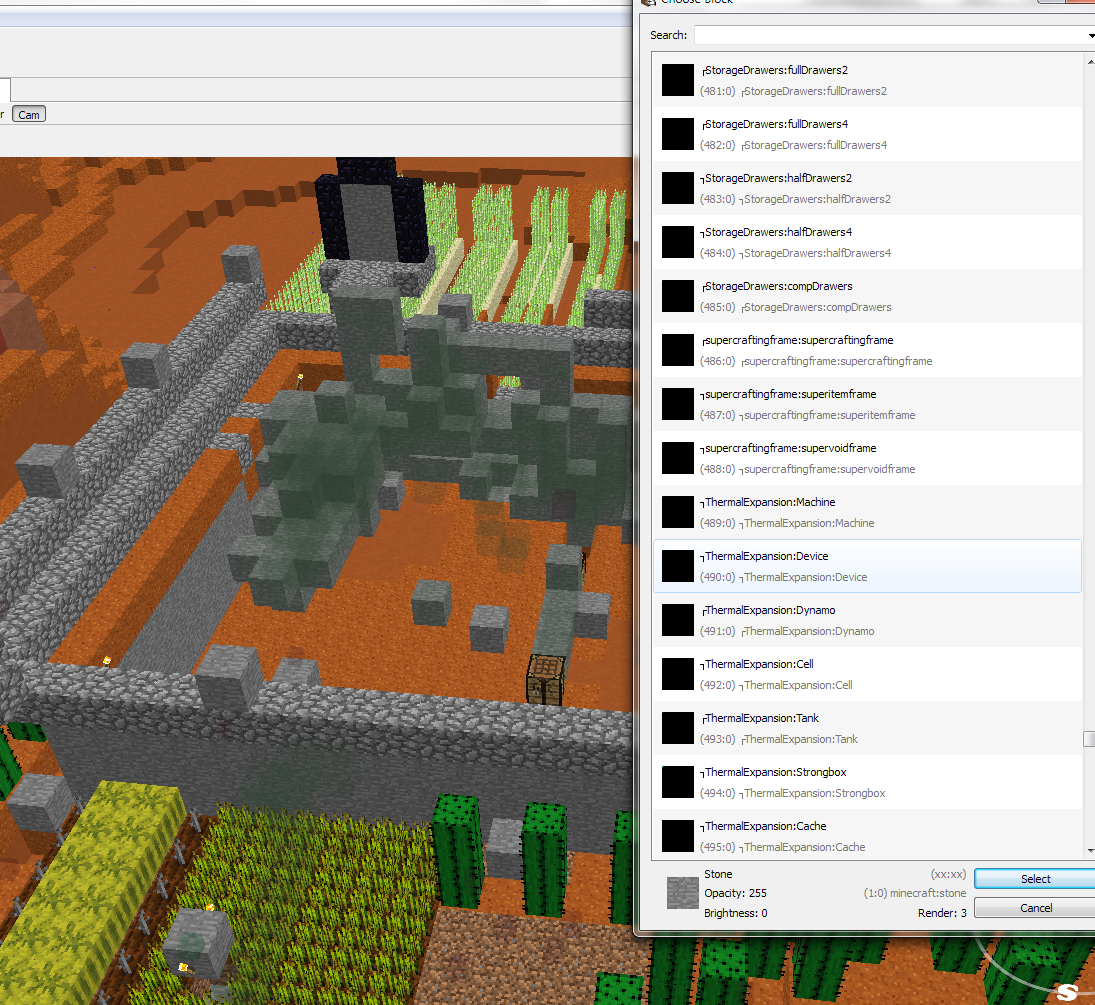 Choose block
Search:
r
Cam
┌StorageDrawers:fullDrawers2
(481:0) ┌StorageDrawers:fullDrawers2
┌StorageDrawers:fullDrawers4
(482:0) ┌StorageDrawers:fullDrawers4
┐StorageDrawers:halfDrawers2
(483:0) ┐StorageDrawers:halfDrawers2
┐StorageDrawers:halfDrawers4
(484:0) ┐StorageDrawers:halfDrawers4
┌StorageDrawers:compDrawers
(485:0) ┌StorageDrawers:compDrawers
┌supercraftingframe:supercraftingframe
(486:0) ┌supercraftingframe:supercraftingframe
┐supercraftingframe:superitemframe
(487:0) ┐supercraftingframe:superitemframe
┐supercraftingframe:supervoidframe
(488:0) ┐supercraftingframe:supervoidframe
┐ThermalExpansion:Machine
(489:0) ┐ThermalExpansion:Machine
┐ThermalExpansion:Device
(490:0) ┐ThermalExpansion:Device
┌ThermalExpansion:Dynamo
(491:0) ┌ThermalExpansion:Dynamo
┐ThermalExpansion:Cell
(492:0) ┐ThermalExpansion:Cell
┌ThermalExpansion:Tank
(493:0) ┌ThermalExpansion:Tank
┐ThermalExpansion:Strongbox
(494:0) ┐ThermalExpansion:Strongbox
┐ThermalExpansion:Cache
(495:0) ┐ThermalExpansion:Cache
Stone (xx:xx)
Opacity: 255 (1:0) minecraft:stone
Brightness: 0 Render: 3
Select
Cancel
S